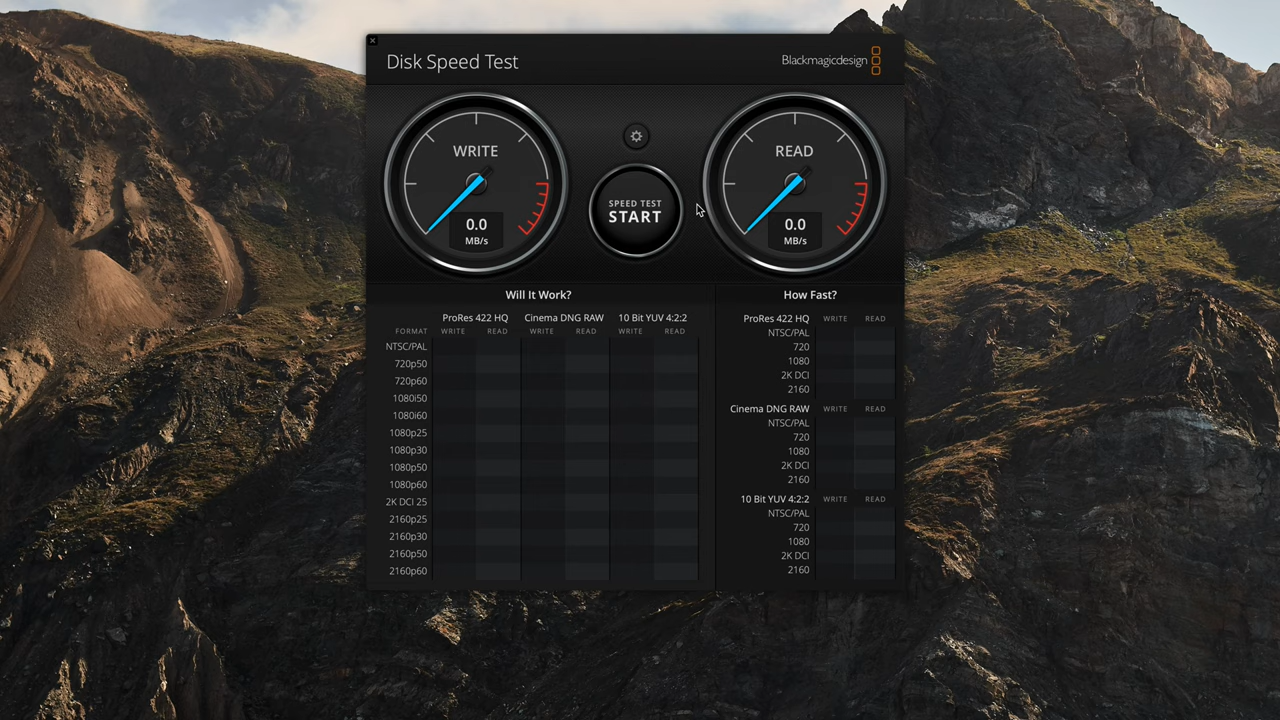 Disk Speed Test
Blackmagicdesign
WRITE
0.0
MB/s
SPEED TEST
START
READ
0.0
MB/s
Will It Work?
ProRes 422 HQ Cinema DNG RAW 10 Bit YUV 4:2:2
FORMAT WRITE READ WRITE READ WRITE READ
NTSC/PAL
720p50
720p60
1080i50
1080i60
1080p25
1080p30
1080p50
1080p60
2K DCI 25
2160p25
2160p30
2160p50
2160p60
How Fast?
ProRes 422 HQ WRITE READ
NTSC/PAL
720
1080
2K DCI
2160
Cinema DNG RAW WRITE READ
NTSC/PAL
720
1080
2K DCI
2160
10 Bit YUV 4:2:2 WRITE READ
NTSC/PAL
720
1080
2K DCI
2160